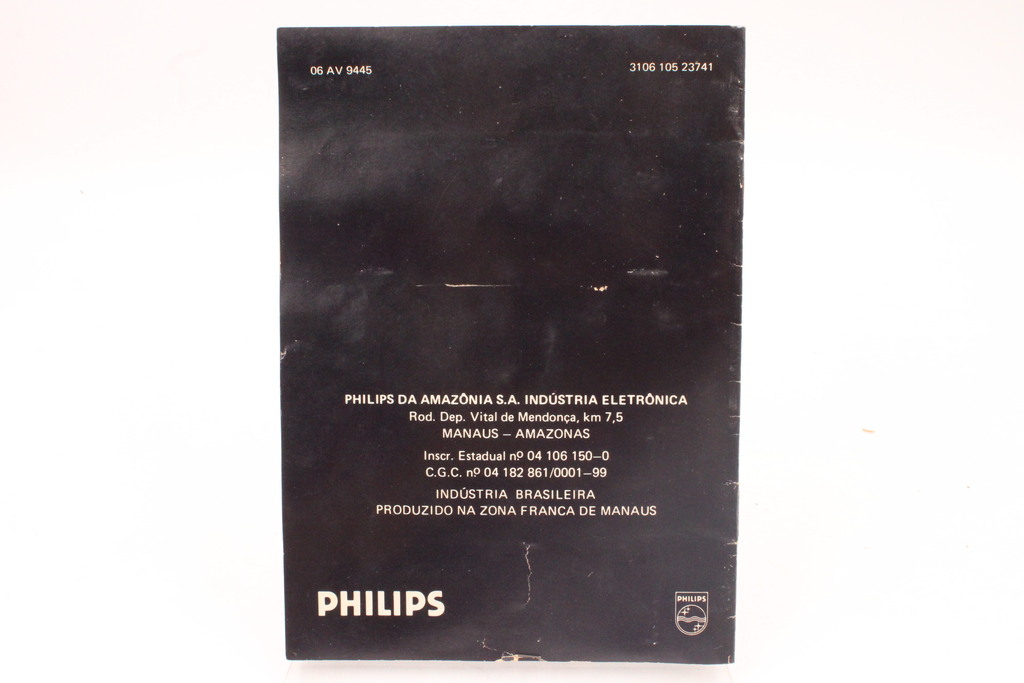 06 AV 9445
3106 105 23741
PHILIPS DA AMAZÔNIA S.A. INDÚSTRIA ELETRÔNICA
Rod. Dep. Vital de Mendonça, km 7,5
MANAUS – AMAZONAS
Inscr. Estadual nº 04 106 150–0
C.G.C. nº 04 182 861/0001–99
INDÚSTRIA BRASILEIRA
PRODUZIDO NA ZONA FRANCA DE MANAUS
PHILIPS
PHILIPS